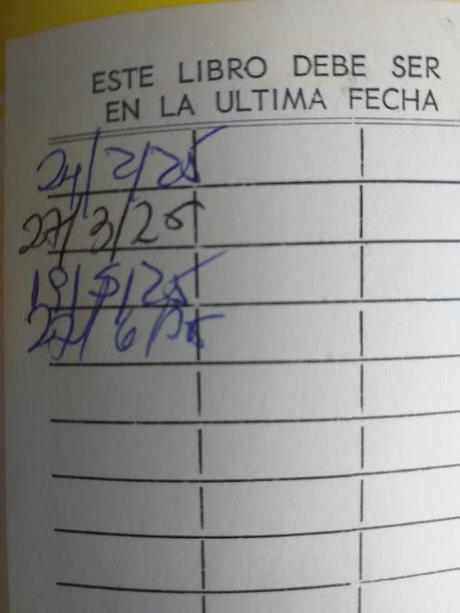 ESTE LIBRO DEBE SER
EN LA ULTIMA FECHA
24/2/25
27/3/25
19/5/25
27/6/25